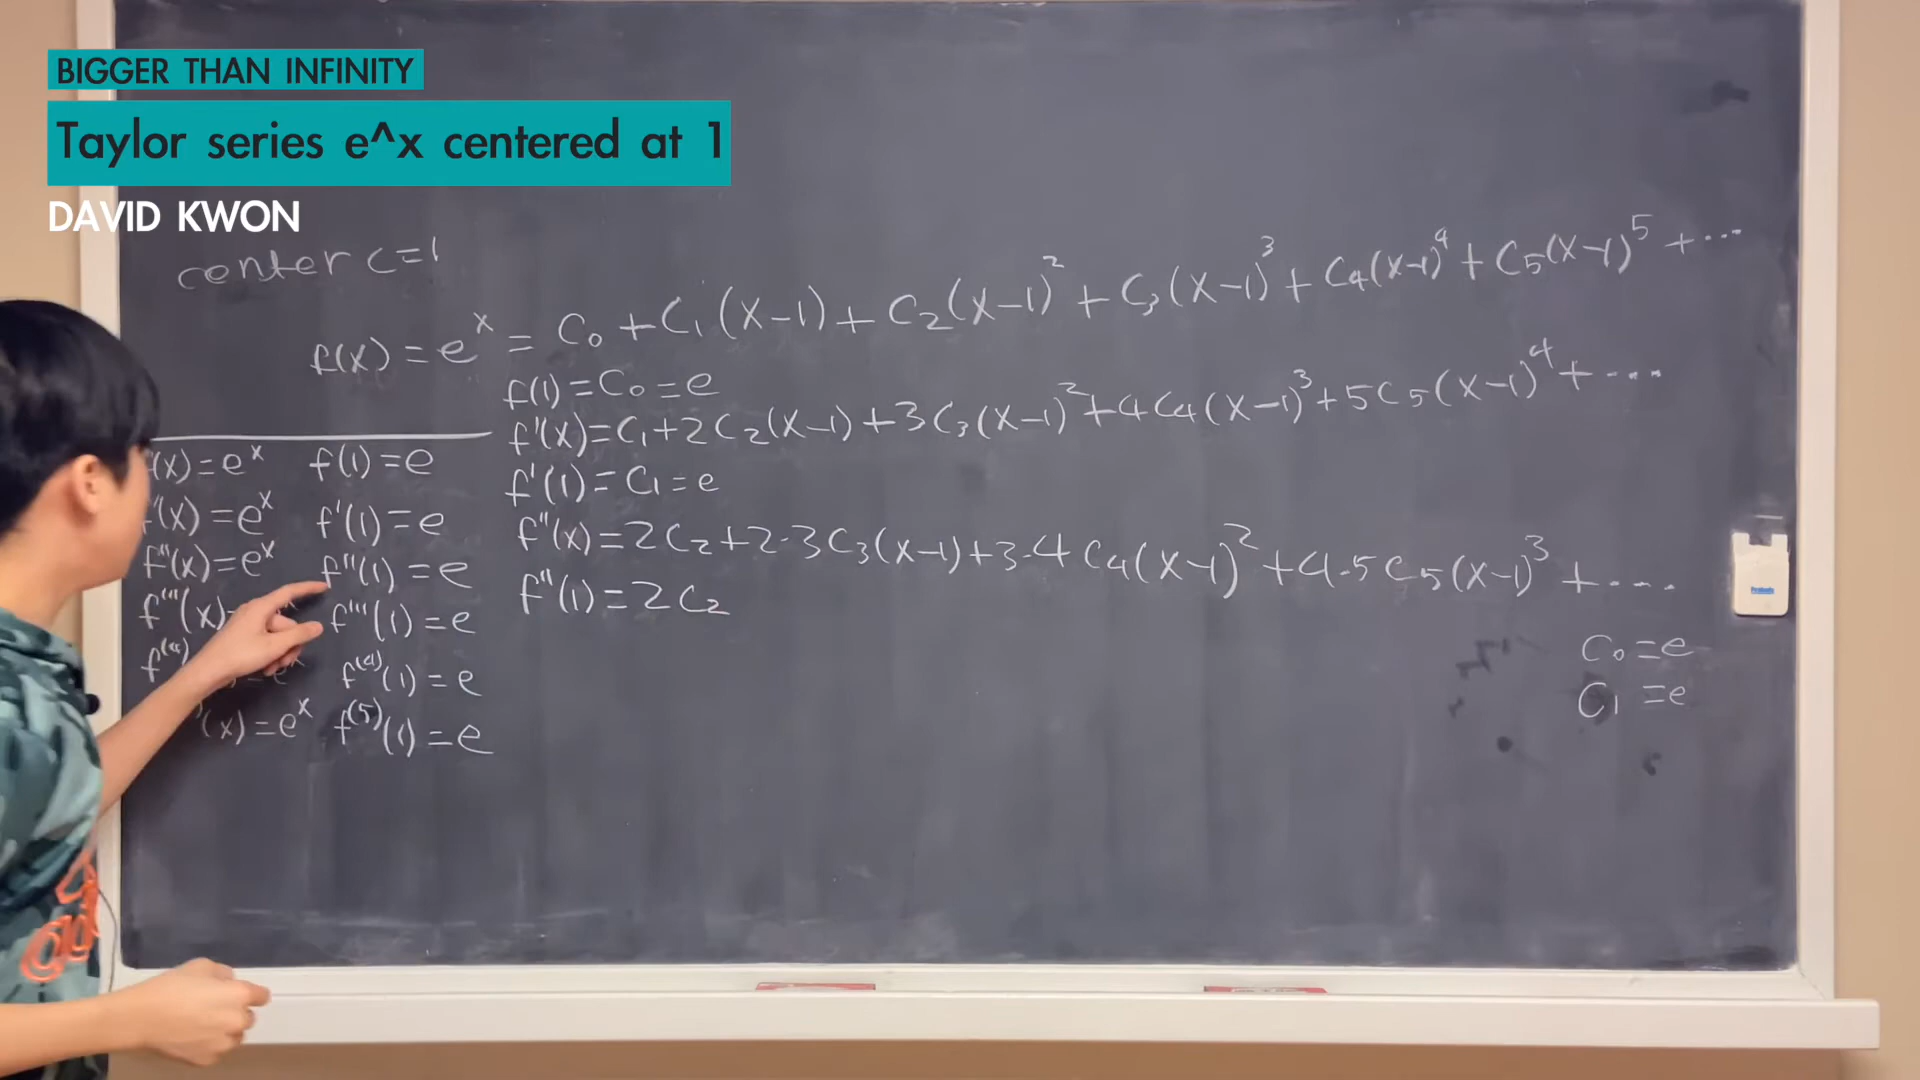 BIGGER THAN INFINITY
Taylor series e^x centered at 1
DAVID KWON
center c=1
f(x) = e^x = C₀ + C₁(x-1) + C₂(x-1)² + C₃(x-1)³ + C₄(x-1)⁴ + C₅(x-1)⁵ + ...
f(1) = C₀ = e
f'(x) = C₁ + 2C₂(x-1) + 3C₃(x-1)² + 4C₄(x-1)³ + 5C₅(x-1)⁴ + ....
f'(1) = C₁ = e
f''(x) = 2C₂ + 2·3C₃(x-1) + 3·4C₄(x-1)² + 4·5C₅(x-1)³ + ....
f''(1) = 2C₂
f(x) = e^x f(1) = e
f'(x) = e^x f'(1) = e
f''(x) = e^x f''(1) = e
f'''(x) = f'''(1) = e
f⁽⁴⁾ = e^x f⁽⁴⁾(1) = e
(x) = e^x f⁽⁵⁾(1) = e
C₀ = e
C₁ = e